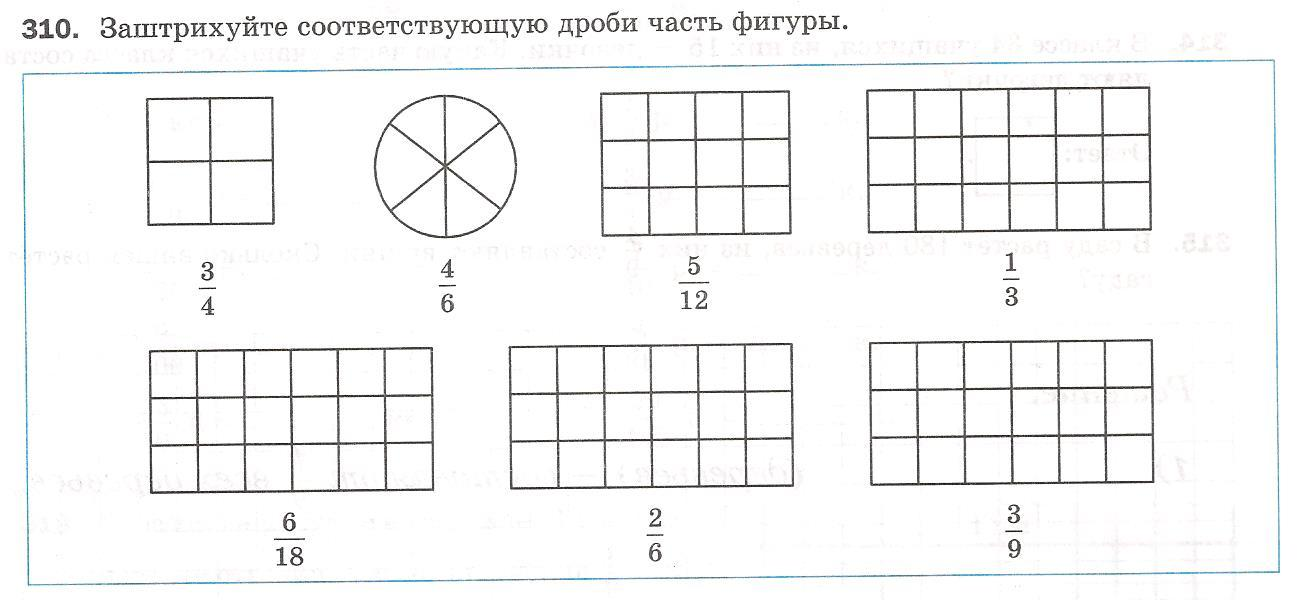 310. Заштрихуйте соответствующую дроби часть фигуры.
3/4 4/6 5/12 1/3
6/18 2/6 3/9